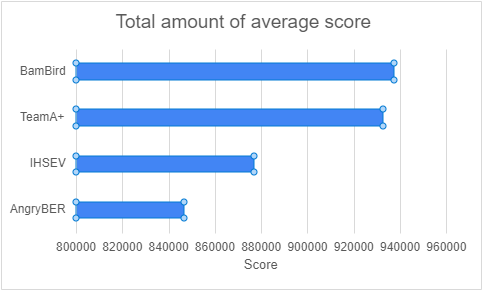 Total amount of average score
BamBird
TeamA+
IHSEV
AngryBER
800000 820000 840000 860000 880000 900000 920000 940000 960000
Score